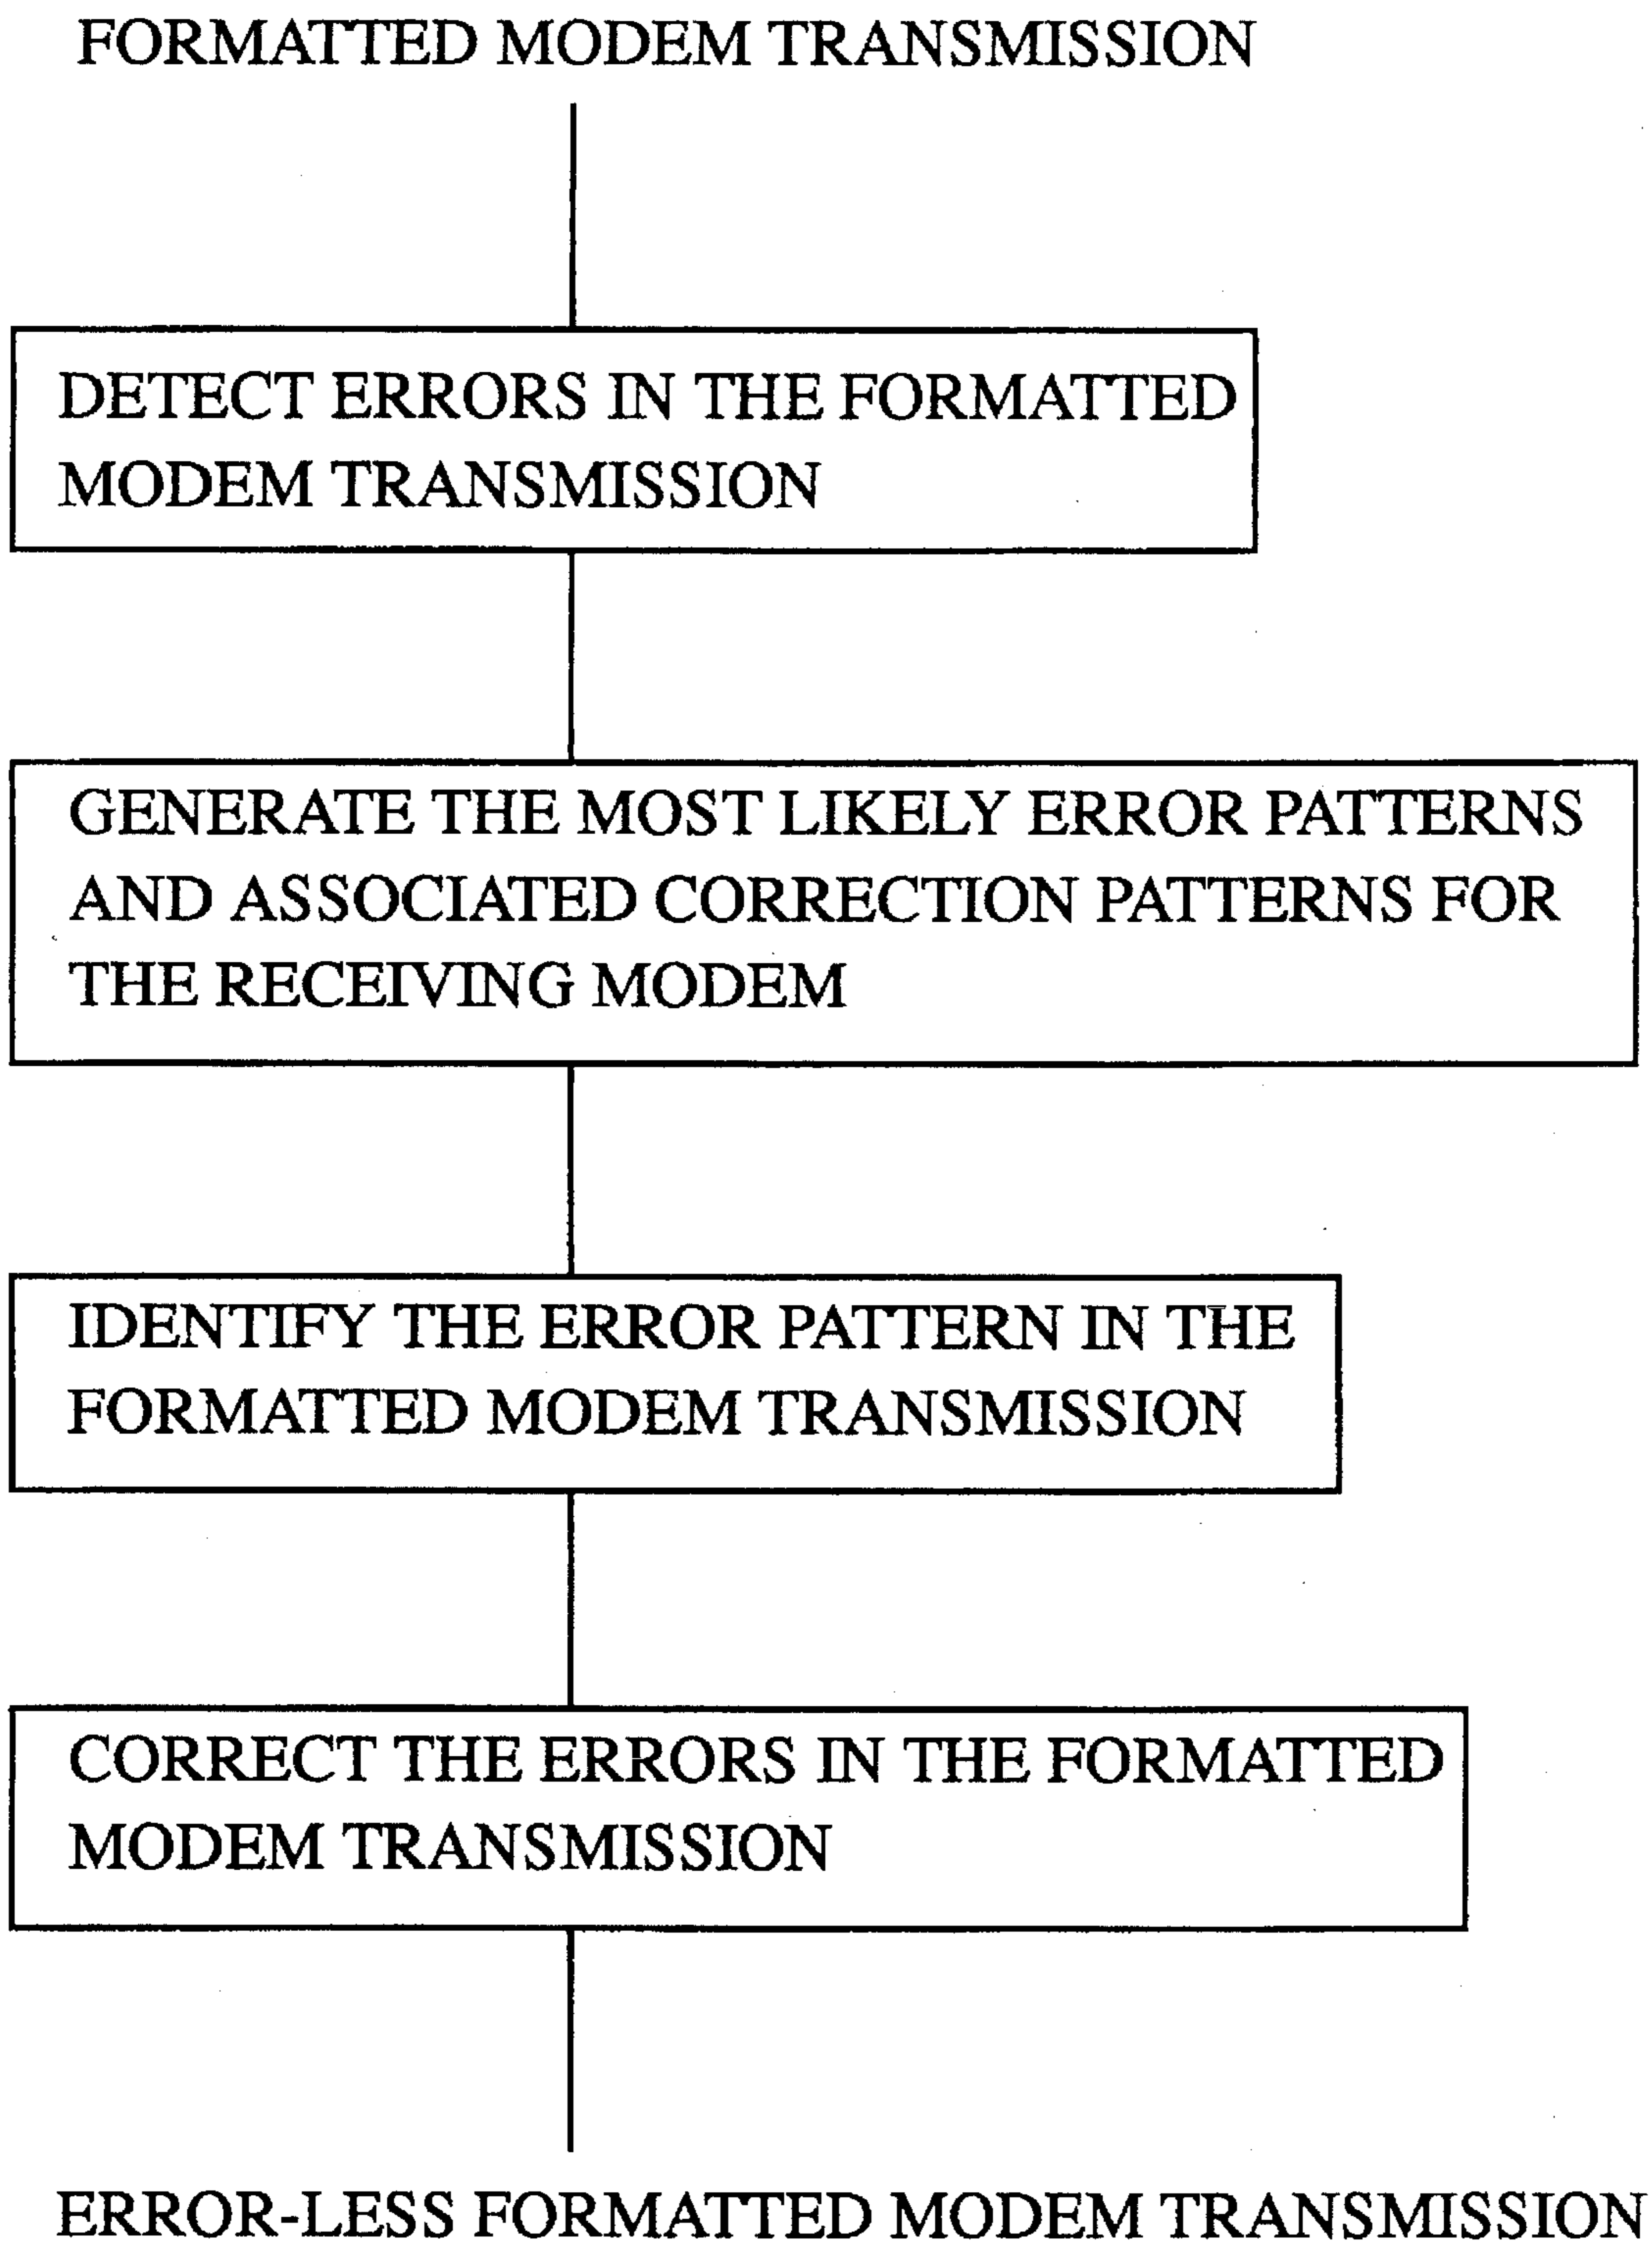 FORMATTED MODEM TRANSMISSION
DETECT ERRORS IN THE FORMATTED
MODEM TRANSMISSION
GENERATE THE MOST LIKELY ERROR PATTERNS
AND ASSOCIATED CORRECTION PATTERNS FOR
THE RECEIVING MODEM
IDENTIFY THE ERROR PATTERN IN THE
FORMATTED MODEM TRANSMISSION
CORRECT THE ERRORS IN THE FORMATTED
MODEM TRANSMISSION
ERROR-LESS FORMATTED MODEM TRANSMISSION